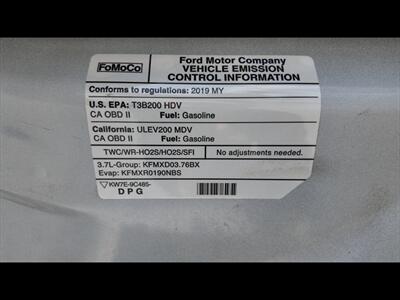 FoMoCo
Ford Motor Company
VEHICLE EMISSION
CONTROL INFORMATION
Conforms to regulations: 2019 MY
U.S. EPA: T3B200 HDV
CA OBD II Fuel: Gasoline
California: ULEV200 MDV
CA OBD II Fuel: Gasoline
TWC/WR-HO2S/HO2S/SFI No adjustments needed.
3.7L-Group: KFMXD03.76BX
Evap: KFMXR0190NBS
KW7E-9C485-
DPG